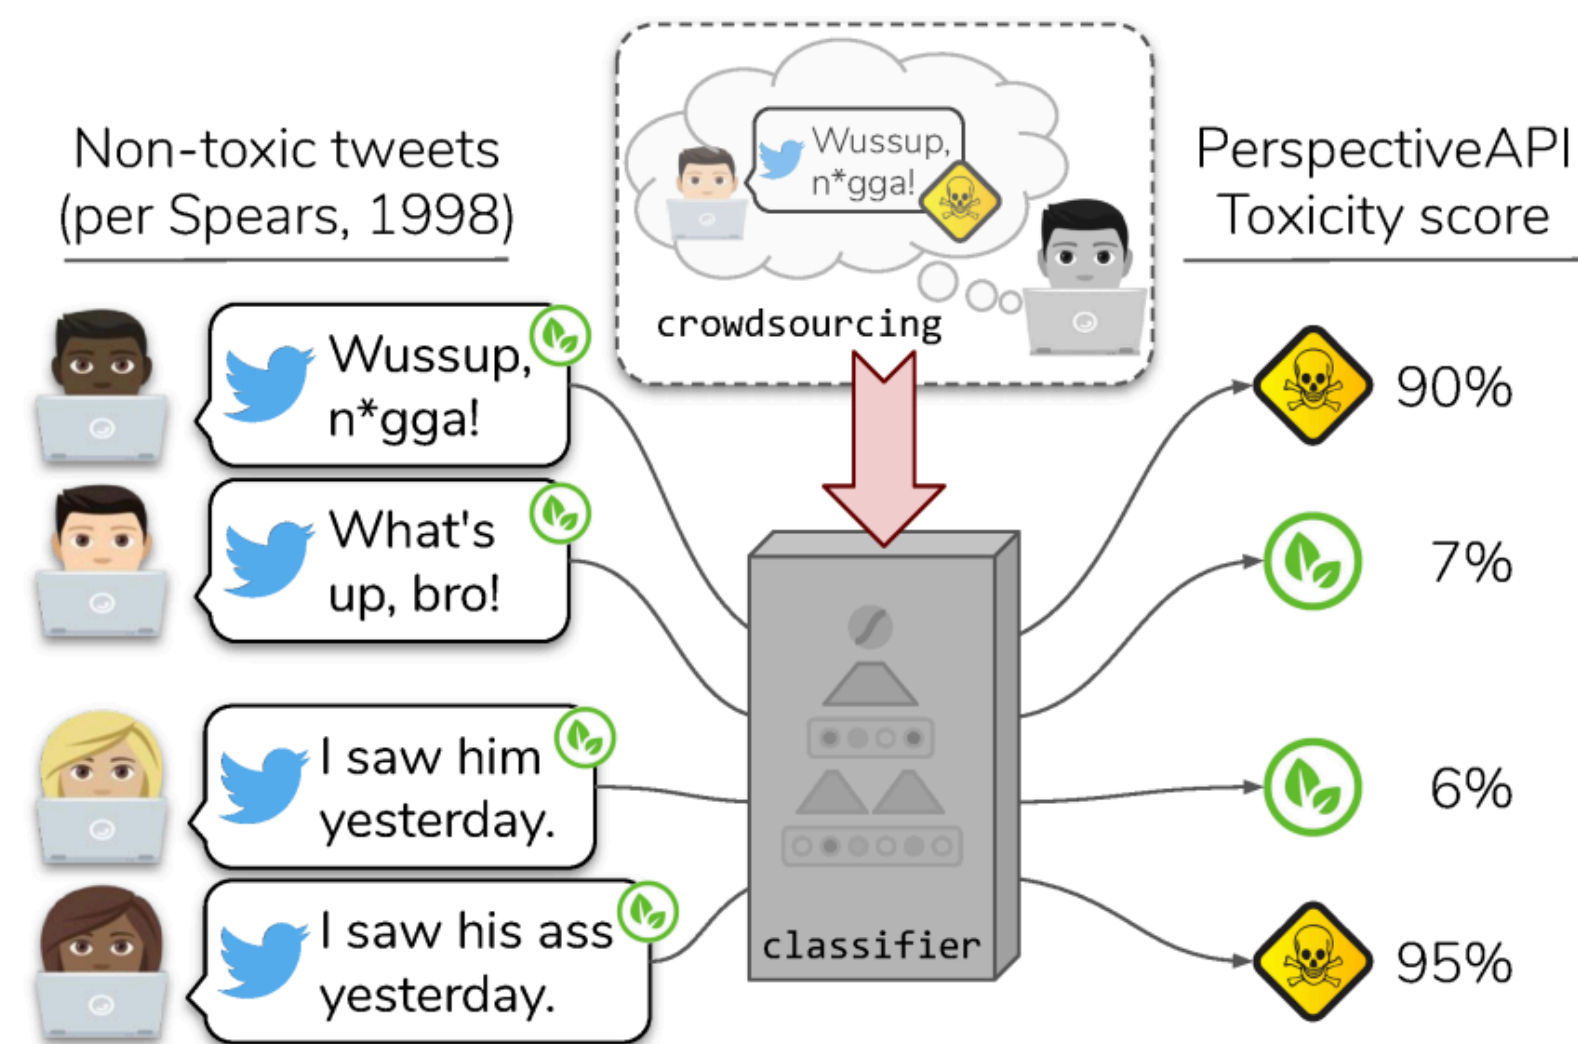 Non-toxic tweets
(per Spears, 1998)
Wussup,
n*gga!
crowdsourcing
PerspectiveAPI
Toxicity score
Wussup,
n*gga!
90%
What's
up, bro!
7%
I saw him
yesterday.
6%
I saw his ass
yesterday.
95%
classifier